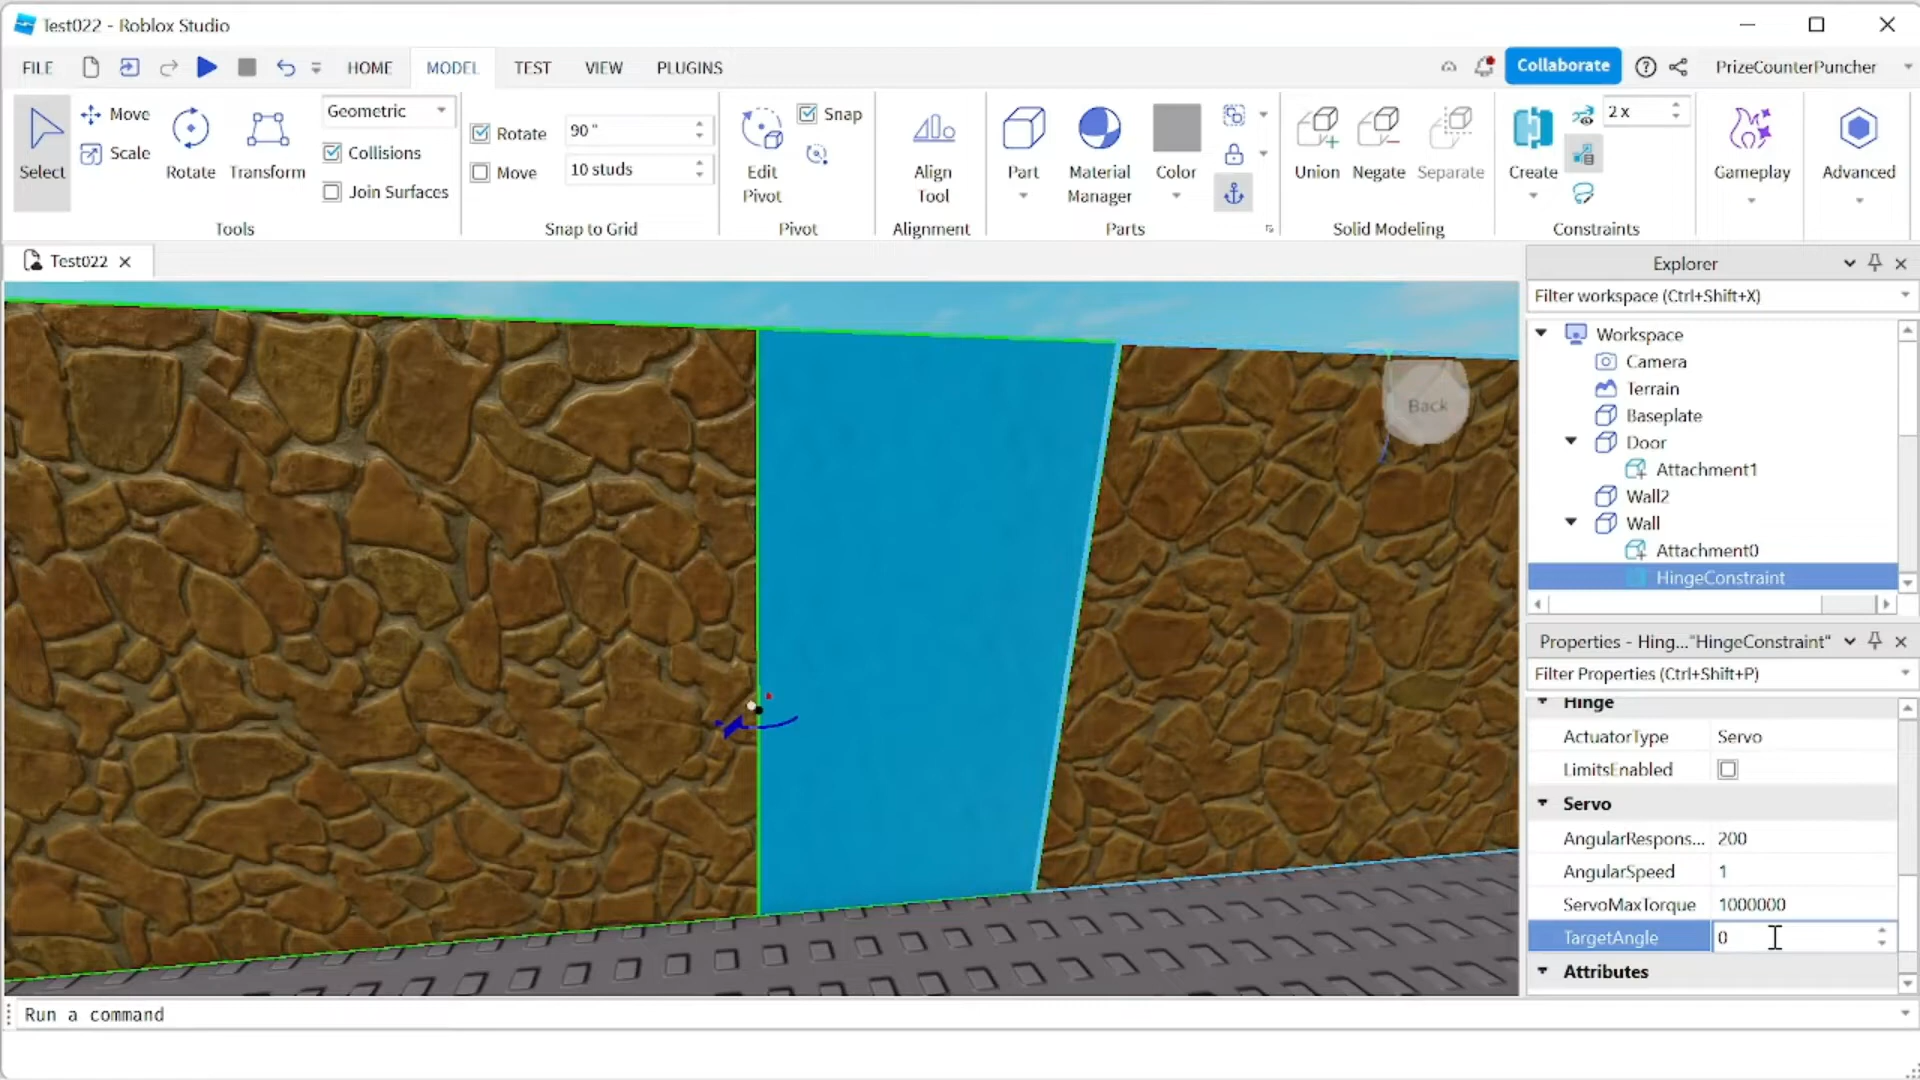 Test022 - Roblox Studio
FILE HOME MODEL TEST VIEW PLUGINS Collaborate PrizeCounterPuncher
Select
Move
Scale
Rotate
Transform
Geometric
Collisions
Join Surfaces
Tools
Rotate 90 °
Move 10 studs
Snap to Grid
Edit
Pivot
Snap
Pivot
Align
Tool
Alignment
Part
Material
Manager
Color
Parts
Union
Negate
Separate
Solid Modeling
Create
2 x
Constraints
Gameplay
Advanced
Test022
Back
Explorer
Filter workspace (Ctrl+Shift+X)
Workspace
Camera
Terrain
Baseplate
Door
Attachment1
Wall2
Wall
Attachment0
HingeConstraint
Properties - Hing..."HingeConstraint"
Filter Properties (Ctrl+Shift+P)
Hinge
ActuatorType Servo
LimitsEnabled
Servo
AngularRespons... 200
AngularSpeed 1
ServoMaxTorque 1000000
TargetAngle 0
Attributes
Run a command